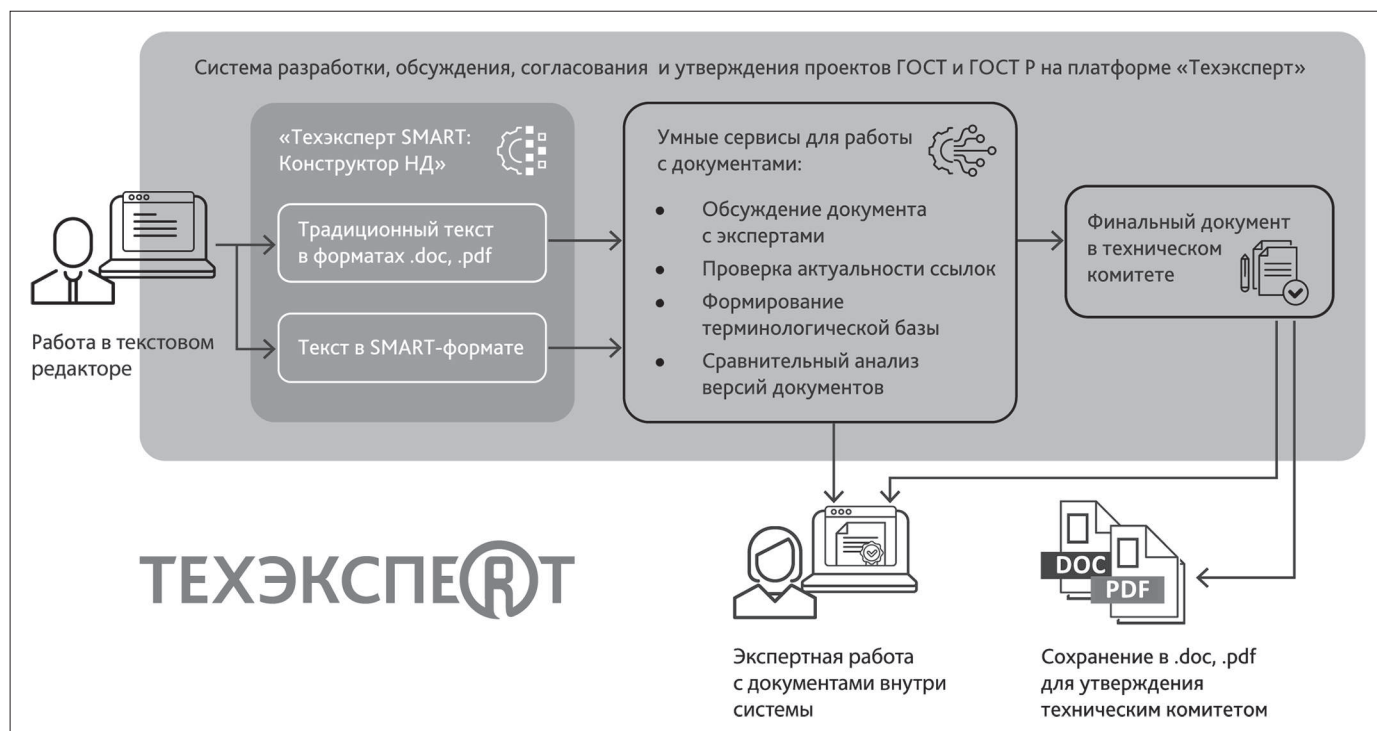 Система разработки, обсуждения, согласования и утверждения проектов ГОСТ и ГОСТ Р на платформе «Техэксперт»
«Техэксперт SMART:
Конструктор НД»
Традиционный текст
в форматах .doc, .pdf
Текст в SMART-формате
Работа в текстовом
редакторе
Умные сервисы для работы
с документами:
● Обсуждение документа
с экспертами
● Проверка актуальности ссылок
● Формирование
терминологической базы
● Сравнительный анализ
версий документов
Финальный документ
в техническом
комитете
ТЕХЭКСПЕRТ
Экспертная работа
с документами внутри
системы
DOC
PDF
Сохранение в .doc, .pdf
для утверждения
техническим комитетом